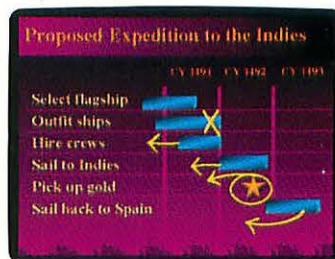 Proposed Expedition to the Indies
CY 1491 CY 1492 CY 1493
Select flagship
Outfit ships
Hire crews
Sail to Indies
Pick up gold
Sail back to Spain